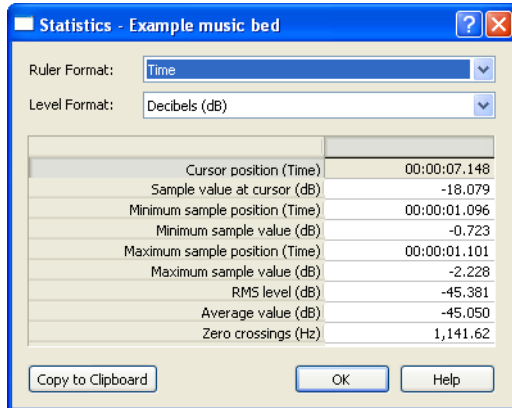 Statistics - Example music bed
Ruler Format: Time
Level Format: Decibels (dB)
Cursor position (Time) 00:00:07.148
Sample value at cursor (dB) -18.079
Minimum sample position (Time) 00:00:01.096
Minimum sample value (dB) -0.723
Maximum sample position (Time) 00:00:01.101
Maximum sample value (dB) -2.228
RMS level (dB) -45.381
Average value (dB) -45.050
Zero crossings (Hz) 1,141.62
Copy to Clipboard OK Help